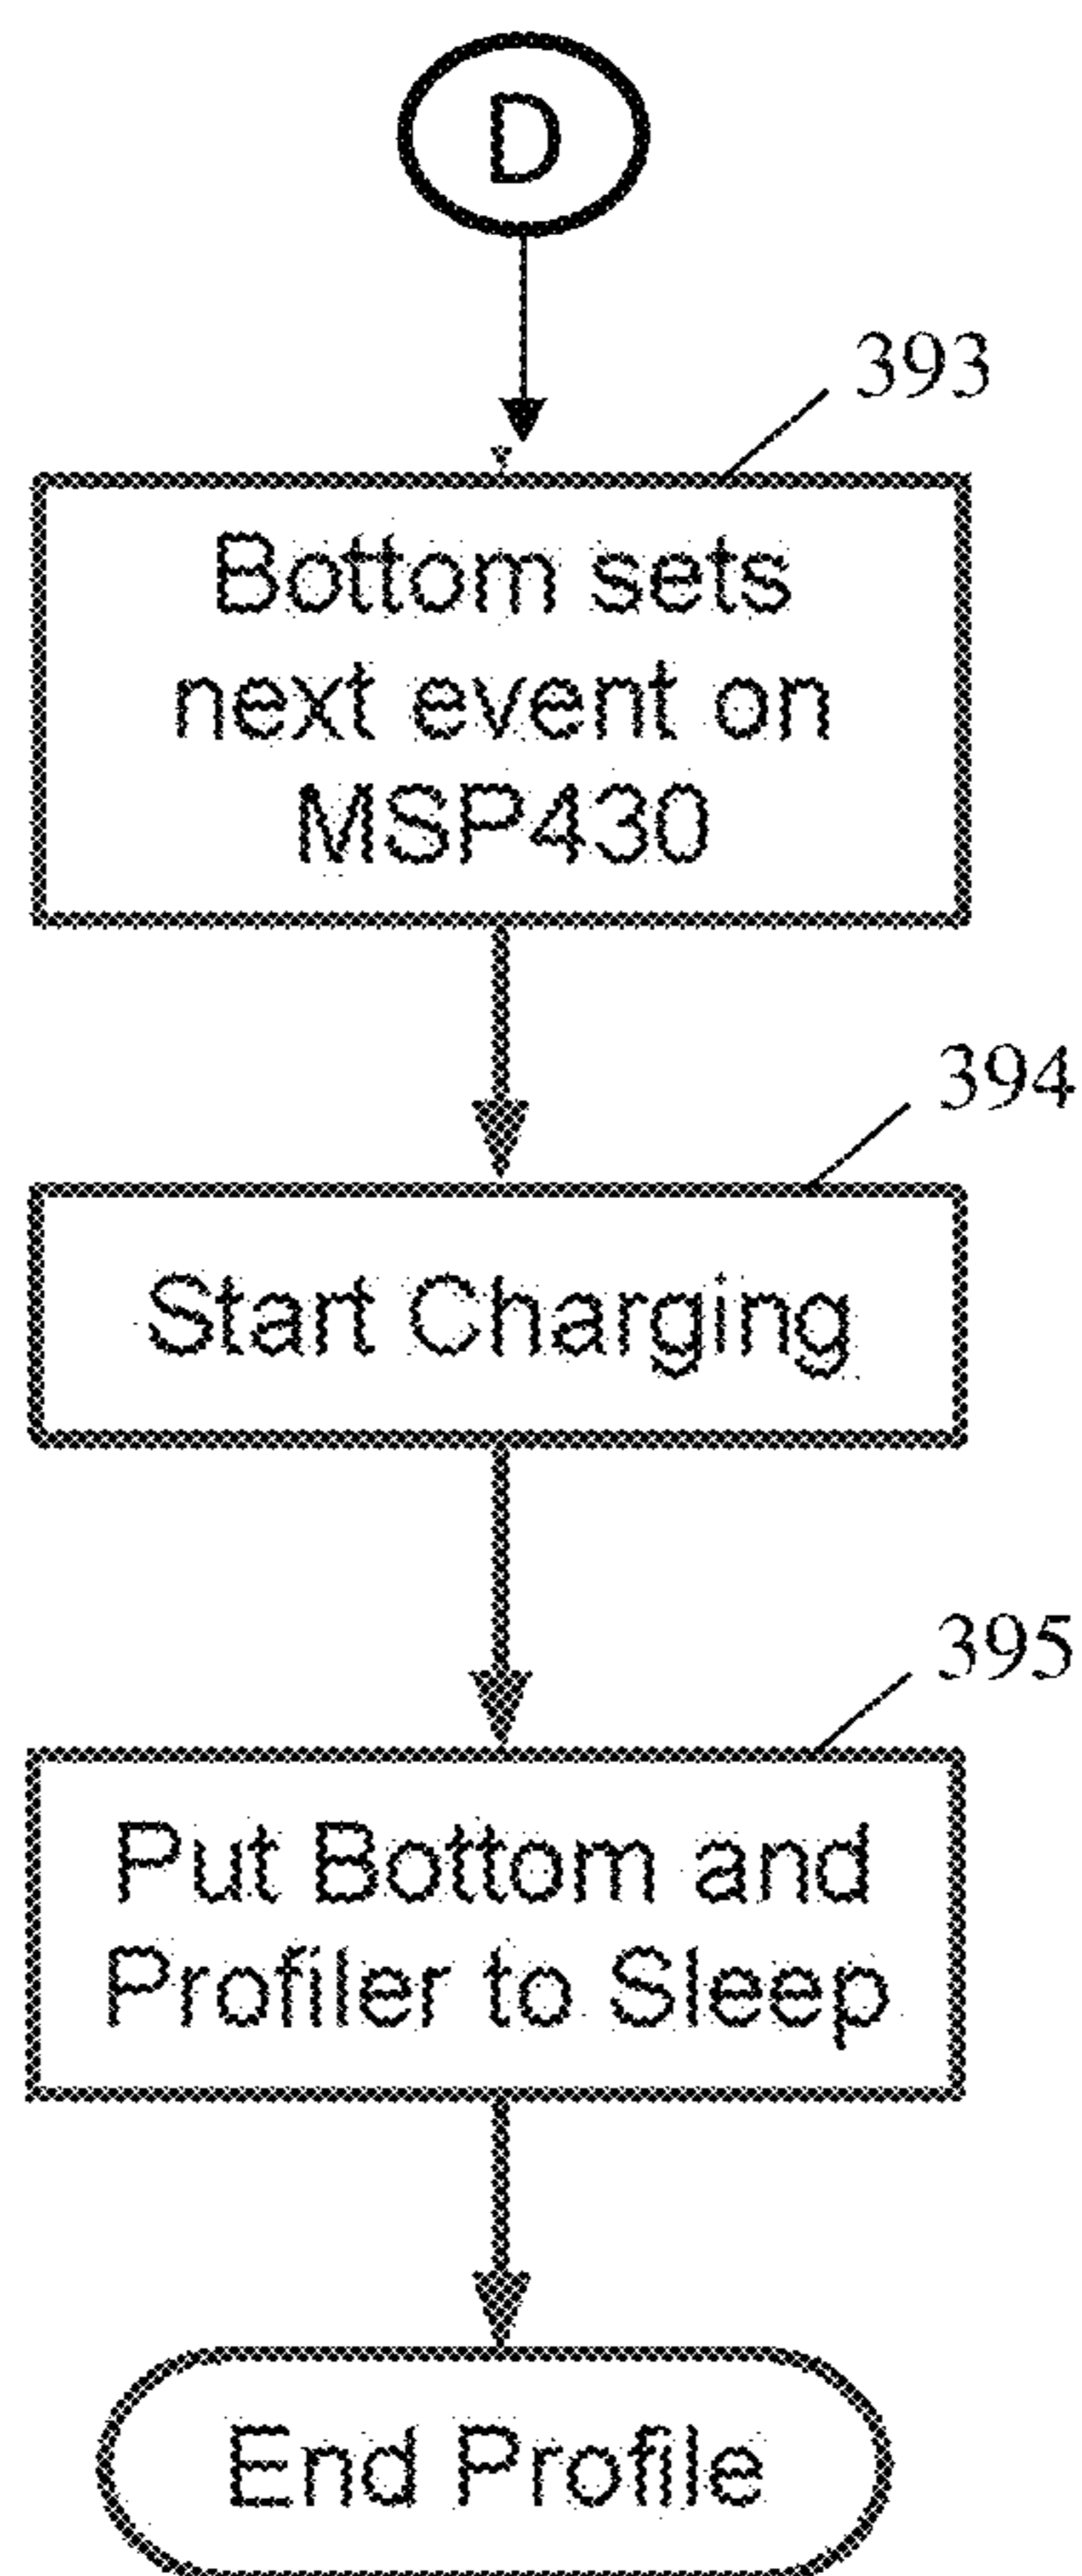 D
393
Bottom sets
next event on
MSP430
394
Start Charging
395
Put Bottom and
Profiler to Sleep
End Profile